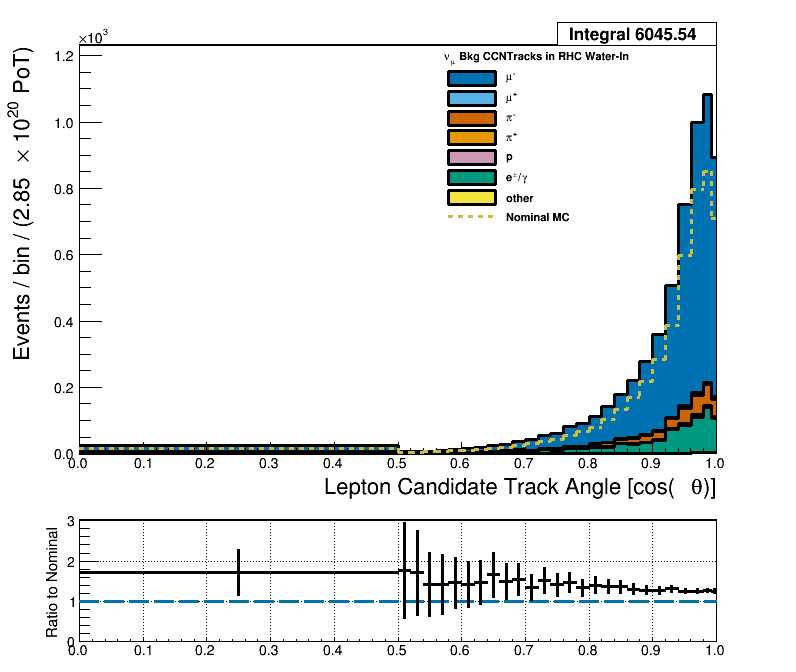 Integral 6045.54
×10³
ν_μ Bkg CCNTracks in RHC Water-In
μ⁻
μ⁺
π⁻
π⁺
p
e^±/γ
other
Nominal MC
Events / bin / (2.85 × 10²⁰ PoT)
1.2
1.0
0.8
0.6
0.4
0.2
0.0
0.0 0.1 0.2 0.3 0.4 0.5 0.6 0.7 0.8 0.9 1.0
Lepton Candidate Track Angle [cos( θ)]
Ratio to Nominal
3
2
1
0
0.0 0.1 0.2 0.3 0.4 0.5 0.6 0.7 0.8 0.9 1.0